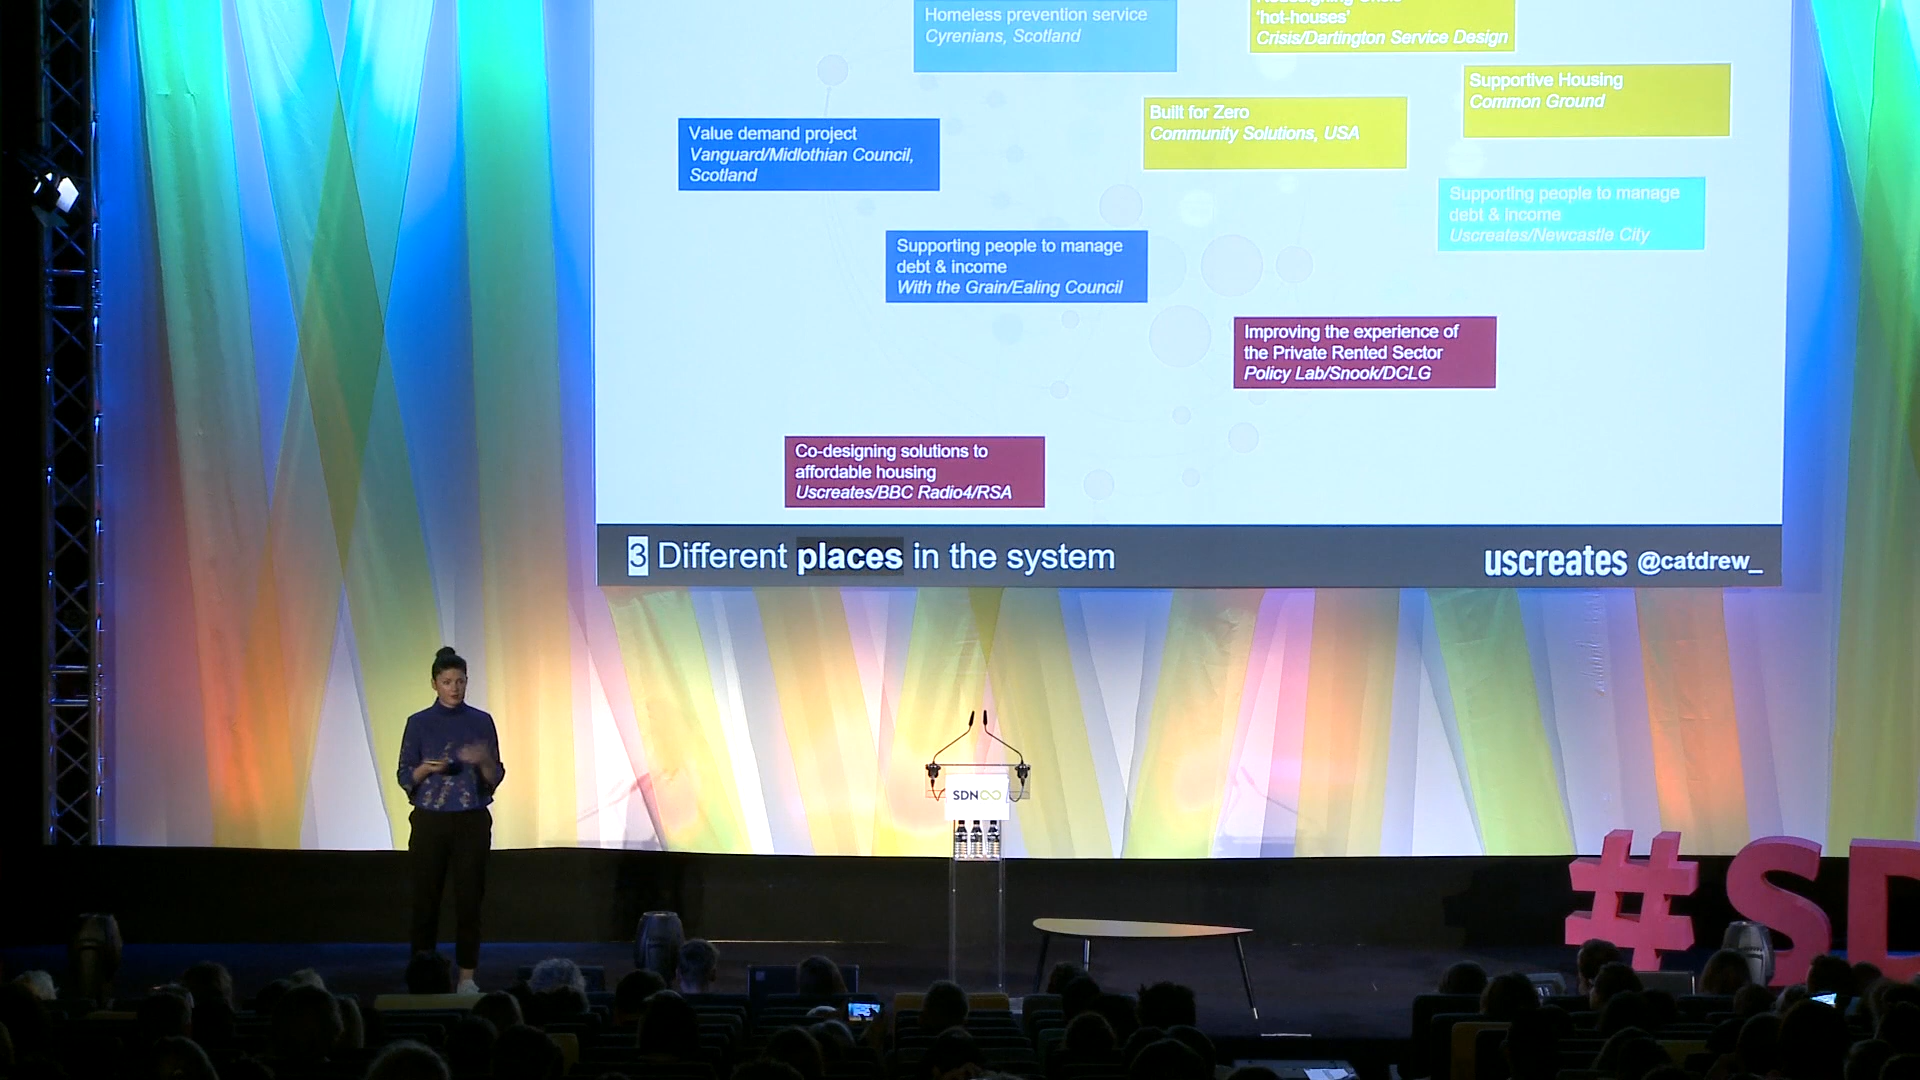 Homeless prevention service
Cyrenians, Scotland
'hot-houses'
Crisis/Dartington Service Design
Supportive Housing
Common Ground
Built for Zero
Community Solutions, USA
Value demand project
Vanguard/Midlothian Council,
Scotland
Supporting people to manage
debt & income
Uscreates/Newcastle City
Supporting people to manage
debt & income
With the Grain/Ealing Council
Improving the experience of
the Private Rented Sector
Policy Lab/Snook/DCLG
Co-designing solutions to
affordable housing
Uscreates/BBC Radio4/RSA
3 Different places in the system
uscreates @catdrew_
SDN
#SD